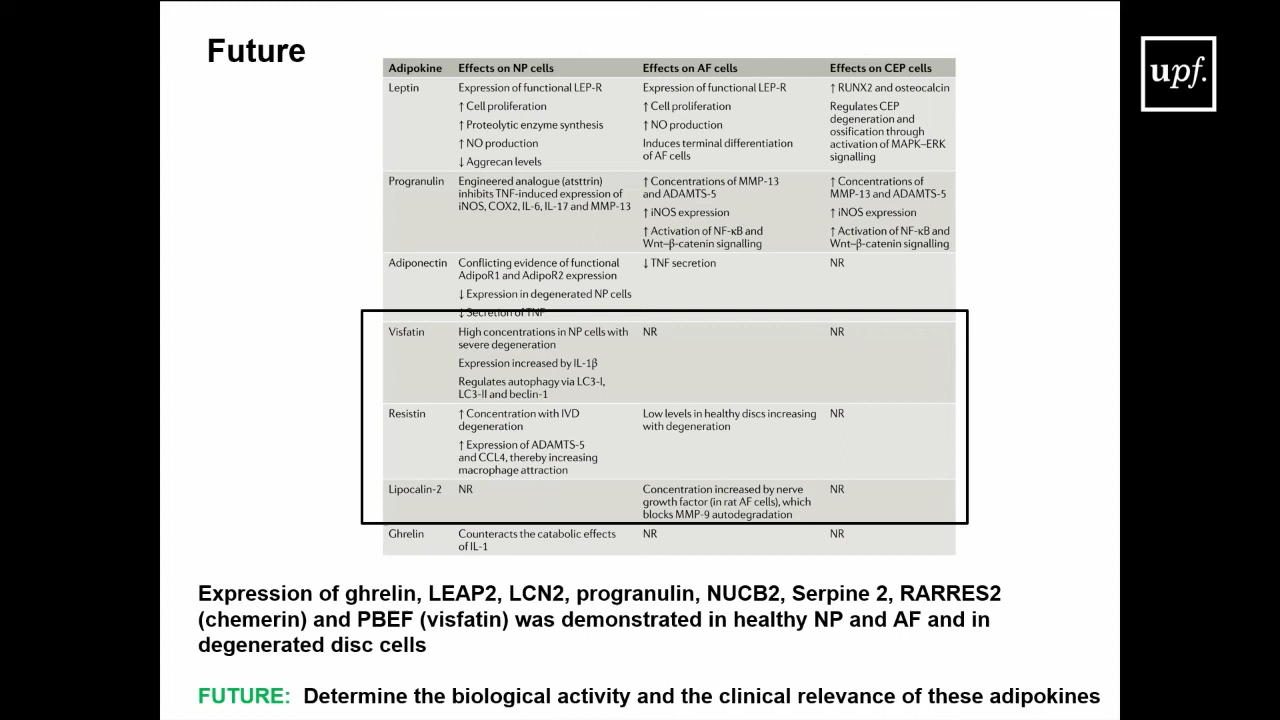 Future
upf.
Adipokine Effects on NP cells Effects on AF cells Effects on CEP cells
Leptin
Expression of functional LEP-R
↑ Cell proliferation
↑ Proteolytic enzyme synthesis
↑ NO production
↓ Aggrecan levels
Expression of functional LEP-R
↑ Cell proliferation
↑ NO production
Induces terminal differentiation
of AF cells
↑ RUNX2 and osteocalcin
Regulates CEP
degeneration and
ossification through
activation of MAPK–ERK
signalling
Progranulin
Engineered analogue (atsttrin)
inhibits TNF-induced expression of
iNOS, COX2, IL-6, IL-17 and MMP-13
↑ Concentrations of MMP-13
and ADAMTS-5
↑ iNOS expression
↑ Activation of NF-κB and
Wnt–β-catenin signalling
↑ Concentrations of
MMP-13 and ADAMTS-5
↑ iNOS expression
↑ Activation of NF-κB and
Wnt–β-catenin signalling
Adiponectin
Conflicting evidence of functional
AdipoR1 and AdipoR2 expression
↓ Expression in degenerated NP cells
↓ Secretion of TNF
↓ TNF secretion
NR
Visfatin
High concentrations in NP cells with
severe degeneration
Expression increased by IL-1β
Regulates autophagy via LC3-I,
LC3-II and beclin-1
NR
NR
Resistin
↑ Concentration with IVD
degeneration
↑ Expression of ADAMTS-5
and CCL4, thereby increasing
macrophage attraction
Low levels in healthy discs increasing
with degeneration
NR
Lipocalin-2
NR
Concentration increased by nerve
growth factor (in rat AF cells), which
blocks MMP-9 autodegradation
NR
Ghrelin
Counteracts the catabolic effects
of IL-1
NR
NR
Expression of ghrelin, LEAP2, LCN2, progranulin, NUCB2, Serpine 2, RARRES2
(chemerin) and PBEF (visfatin) was demonstrated in healthy NP and AF and in
degenerated disc cells
FUTURE: Determine the biological activity and the clinical relevance of these adipokines